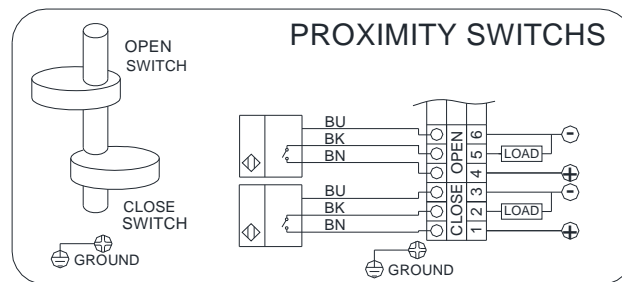 PROXIMITY SWITCHS
OPEN
SWITCH
CLOSE
SWITCH
GROUND
BU
BK
BN
BU
BK
BN
OPEN
CLOSE
6
5
4
3
2
1
LOAD
LOAD
GROUND